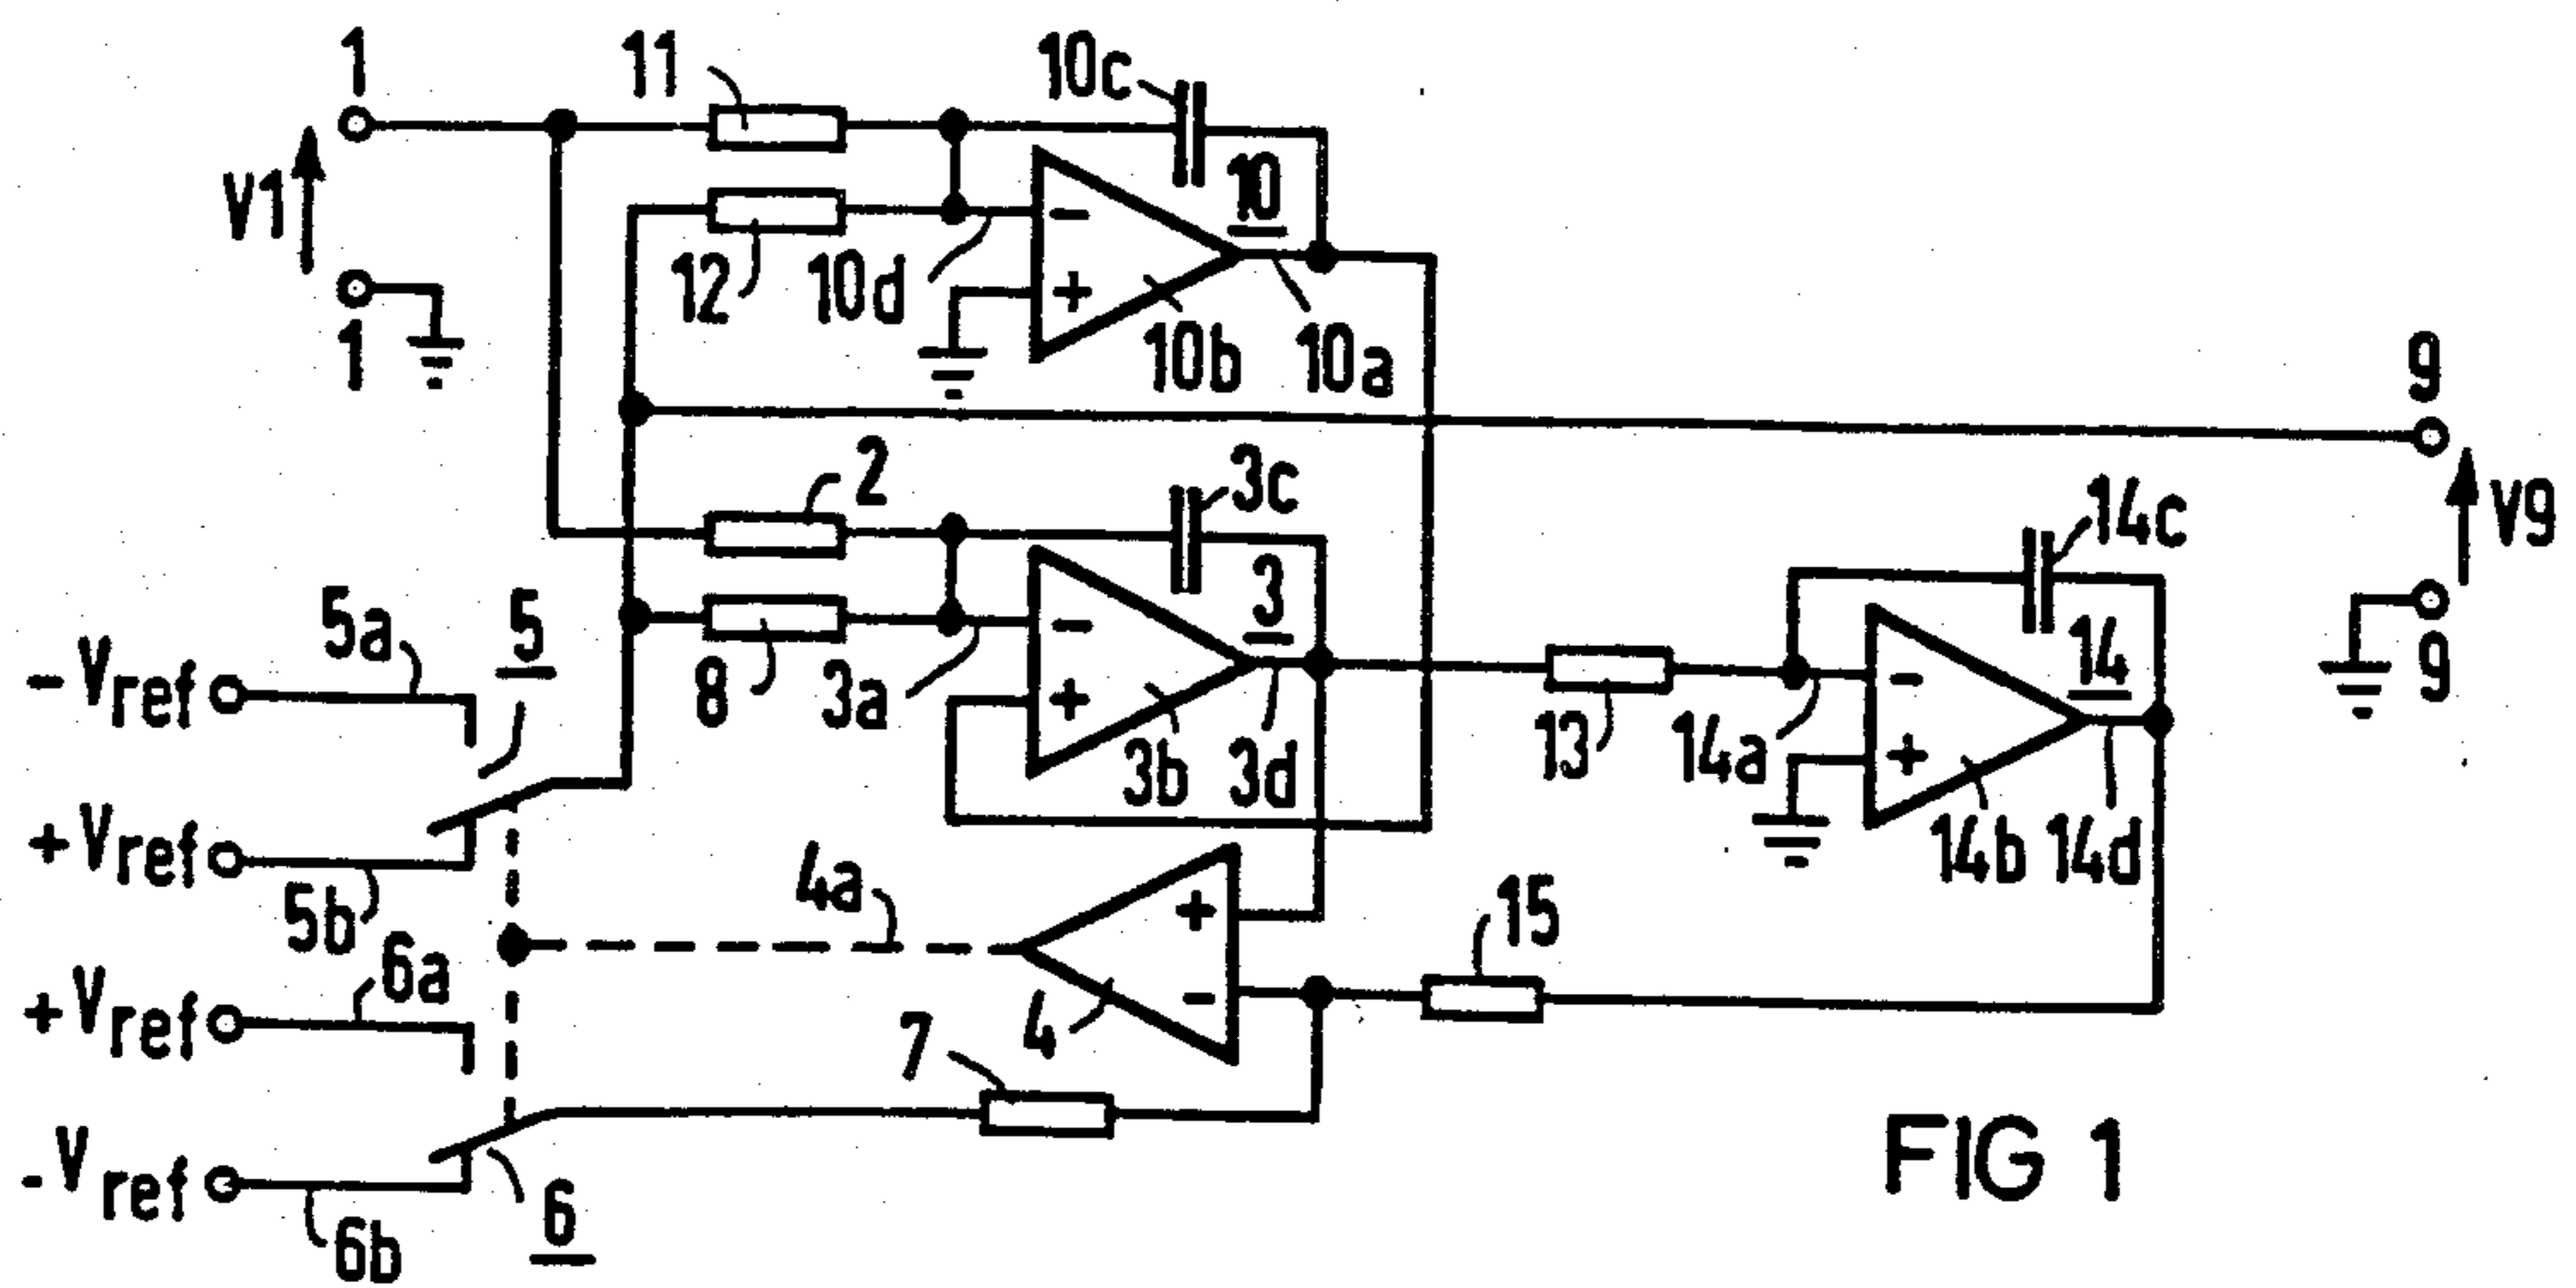 1
11
10c
V1
10
12
10d
1
10b
10a
9
2
3c
V9
14c
5a
5
3
14
-Vref
8
3a
3b
3d
13
14a
9
+Vref
14b
14d
5b
4a
15
6a
+Vref
7
4
-Vref
6
6b
FIG 1
- +
- +
- +
+ -